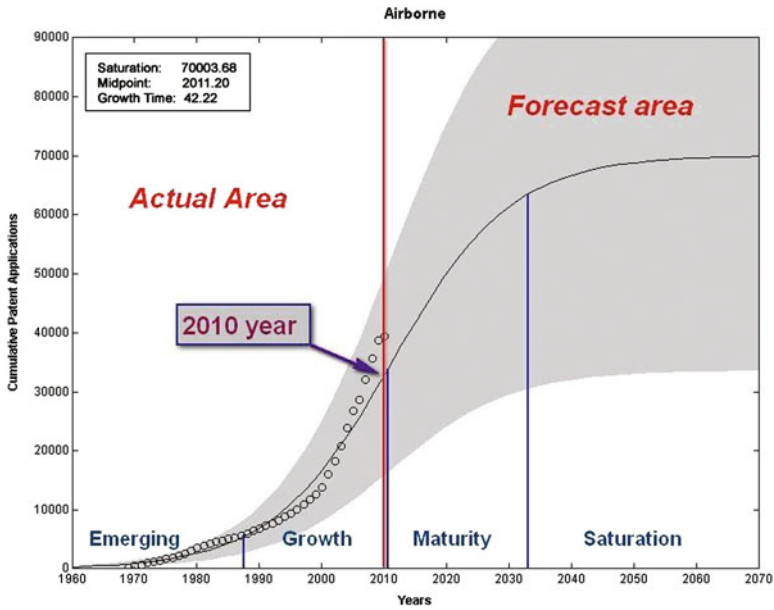 Airborne
90000
80000
70000
60000
50000
40000
30000
20000
10000
0
Saturation: 70003.68
Midpoint: 2011.20
Growth Time: 42.22
Actual Area
Forecast area
2010 year
Cumulative Patent Applications
Emerging
Growth
Maturity
Saturation
1960 1970 1980 1990 2000 2010 2020 2030 2040 2050 2060 2070
Years